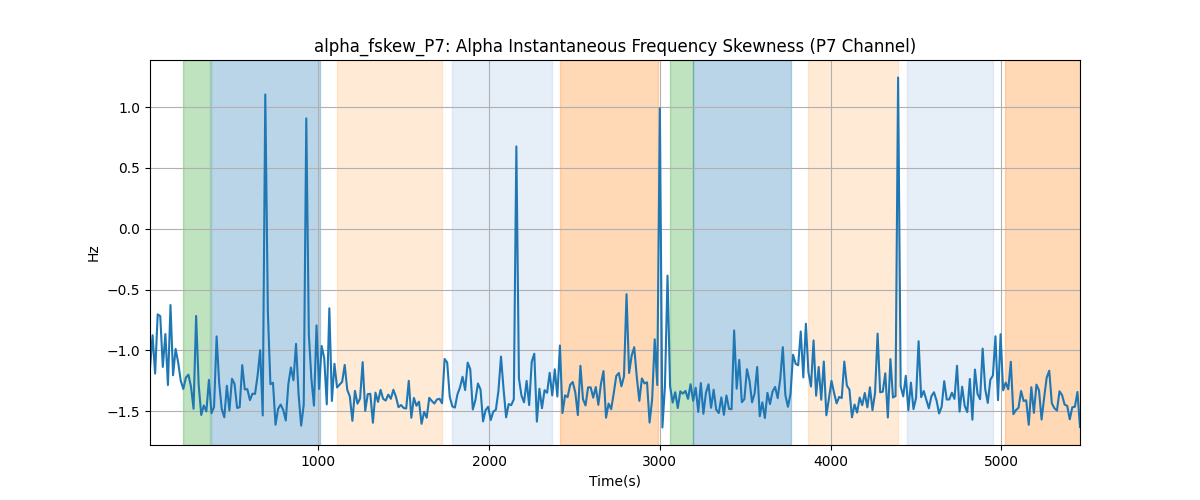 alpha_fskew_P7: Alpha Instantaneous Frequency Skewness (P7 Channel)
1.0
0.5
0.0
−0.5
−1.0
−1.5
Hz
1000 2000 3000 4000 5000
Time(s)